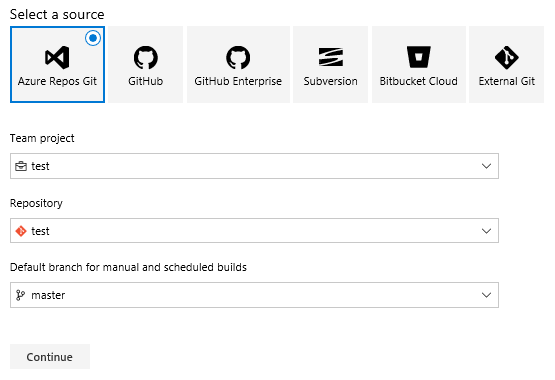 Select a source
Azure Repos Git GitHub GitHub Enterprise Subversion Bitbucket Cloud External Git
Team project
test
Repository
test
Default branch for manual and scheduled builds
master
Continue